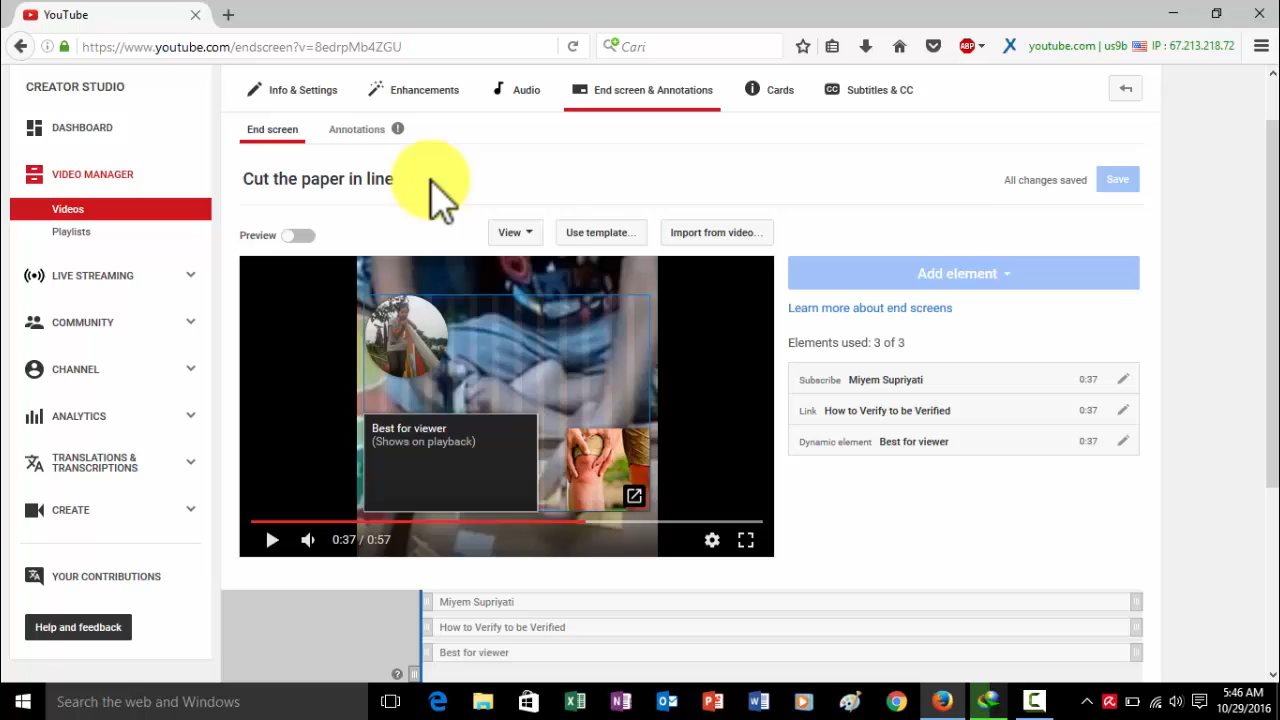 YouTube
https://www.youtube.com/endscreen?v=8edrpMb4ZGU
Cari
ABP
youtube.com | us9b
IP : 67.213.218.72
CREATOR STUDIO
Info & Settings
Enhancements
Audio
End screen & Annotations
Cards
CC
Subtitles & CC
DASHBOARD
End screen
Annotations
VIDEO MANAGER
Cut the paper in line
All changes saved
Save
Videos
Playlists
Preview
View
Use template...
Import from video...
LIVE STREAMING
Add element
Learn more about end screens
COMMUNITY
Elements used: 3 of 3
CHANNEL
Subscribe Miyem Supriyati 0:37
ANALYTICS
Link How to Verify to be Verified 0:37
Best for viewer
(Shows on playback)
Dynamic element Best for viewer 0:37
TRANSLATIONS &
TRANSCRIPTIONS
CREATE
0:37 / 0:57
YOUR CONTRIBUTIONS
Miyem Supriyati
Help and feedback
How to Verify to be Verified
Best for viewer
?
Search the web and Windows
5:46 AM
10/29/2016